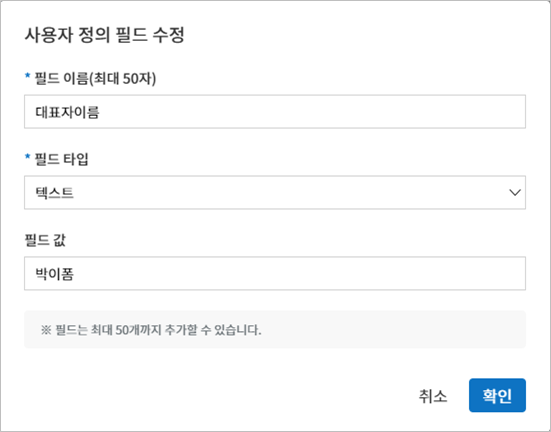 사용자 정의 필드 수정
* 필드 이름(최대 50자)
대표자이름
* 필드 타입
텍스트
필드 값
박이폼
※ 필드는 최대 50개까지 추가할 수 있습니다.
취소 확인